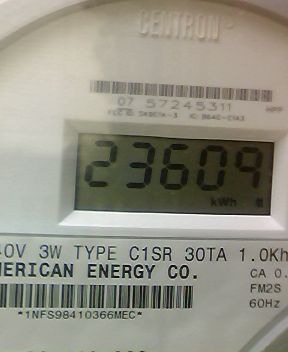 CENTRON
07 57245311
23609
kWh
40V 3W TYPE C1SR 30TA 1.0Kh
MERICAN ENERGY CO.
CA 0.
FM2S
60Hz
*1NFS98410366MEC*